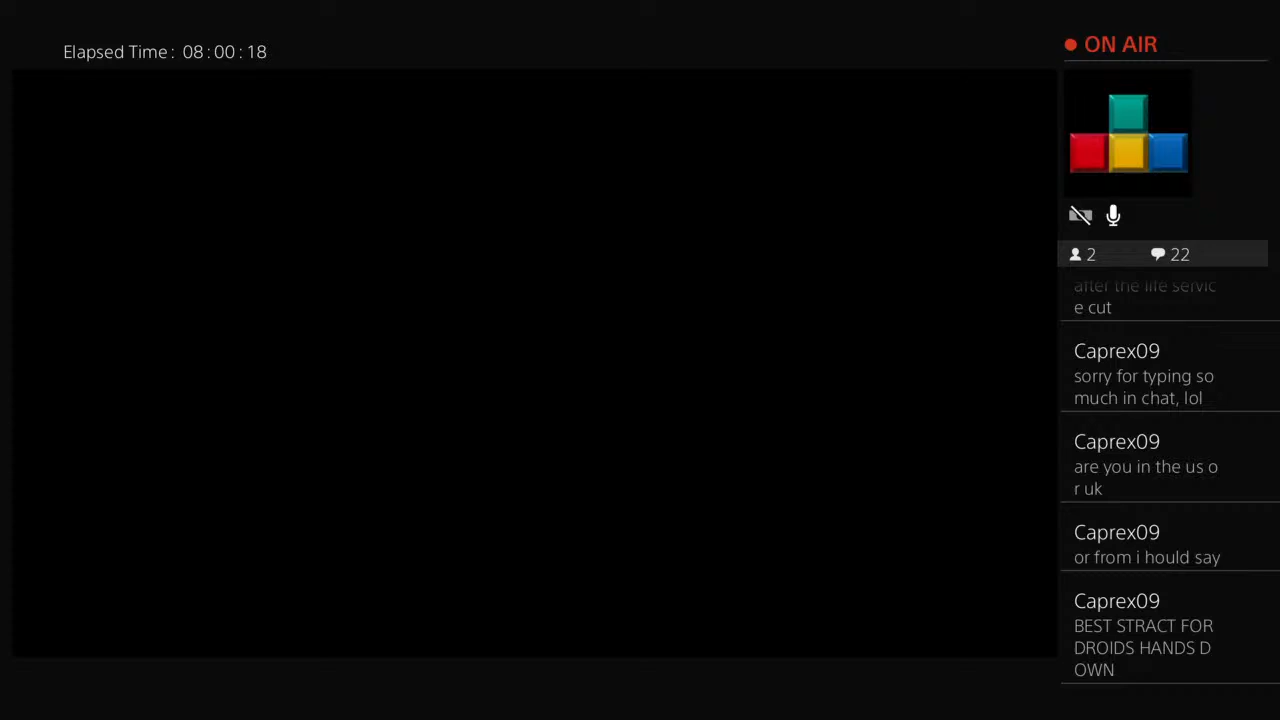 Elapsed Time: 08:00:18
ON AIR
2 22
after the life servic
e cut
Caprex09
sorry for typing so
much in chat, lol
Caprex09
are you in the us o
r uk
Caprex09
or from i hould say
Caprex09
BEST STRACT FOR
DROIDS HANDS D
OWN